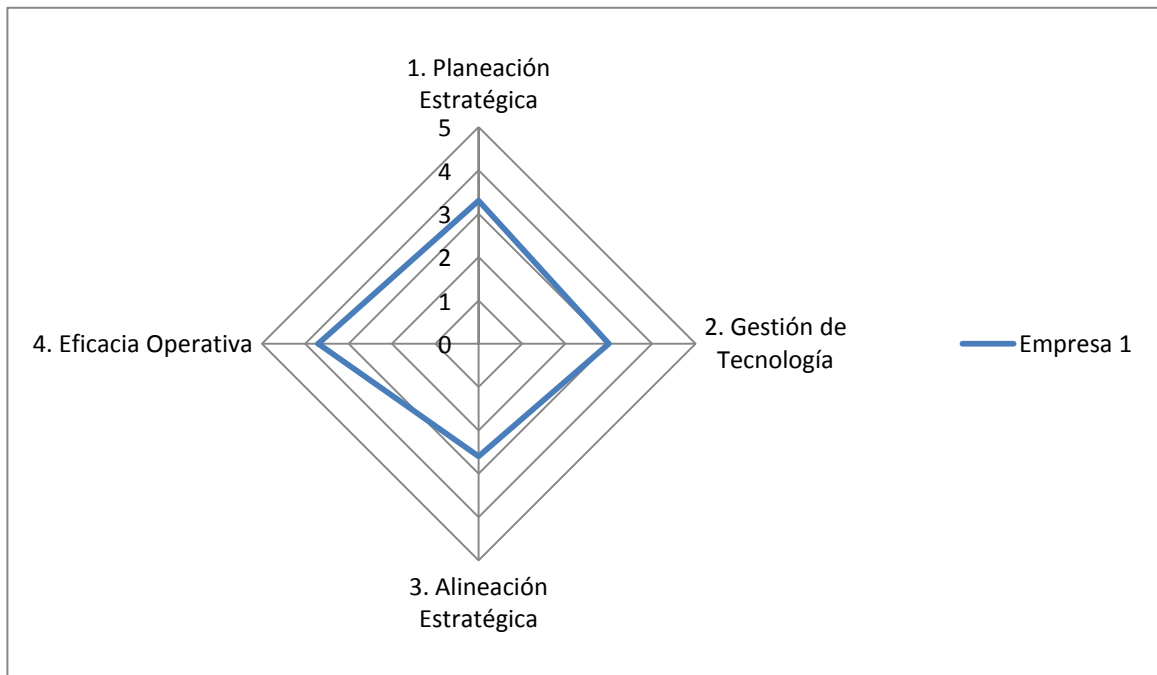 1. Planeación
Estratégica
5
4
3
2
1
0
2. Gestión de
Tecnología
3. Alineación
Estratégica
4. Eficacia Operativa
Empresa 1